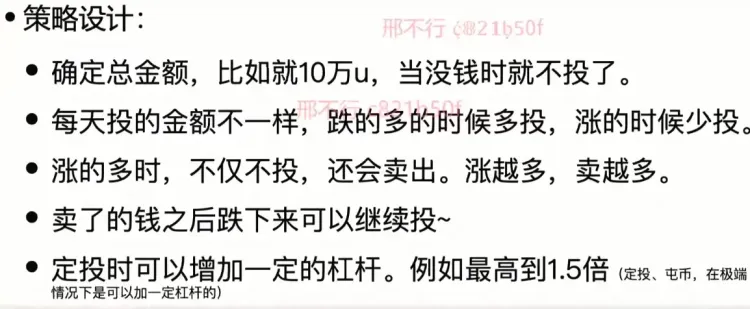 • 策略设计：
邢不行
• 确定总金额，比如就10万u，当没钱时就不投了。
邢不行
• 每天投的金额不一样，跌的多的时候多投，涨的时候少投。
• 涨的多时，不仅不投，还会卖出。涨越多，卖越多。
• 卖了的钱之后跌下来可以继续投~
• 定投时可以增加一定的杠杆。例如最高到1.5倍（定投、屯币，在极端
情况下是可以加一定杠杆的）